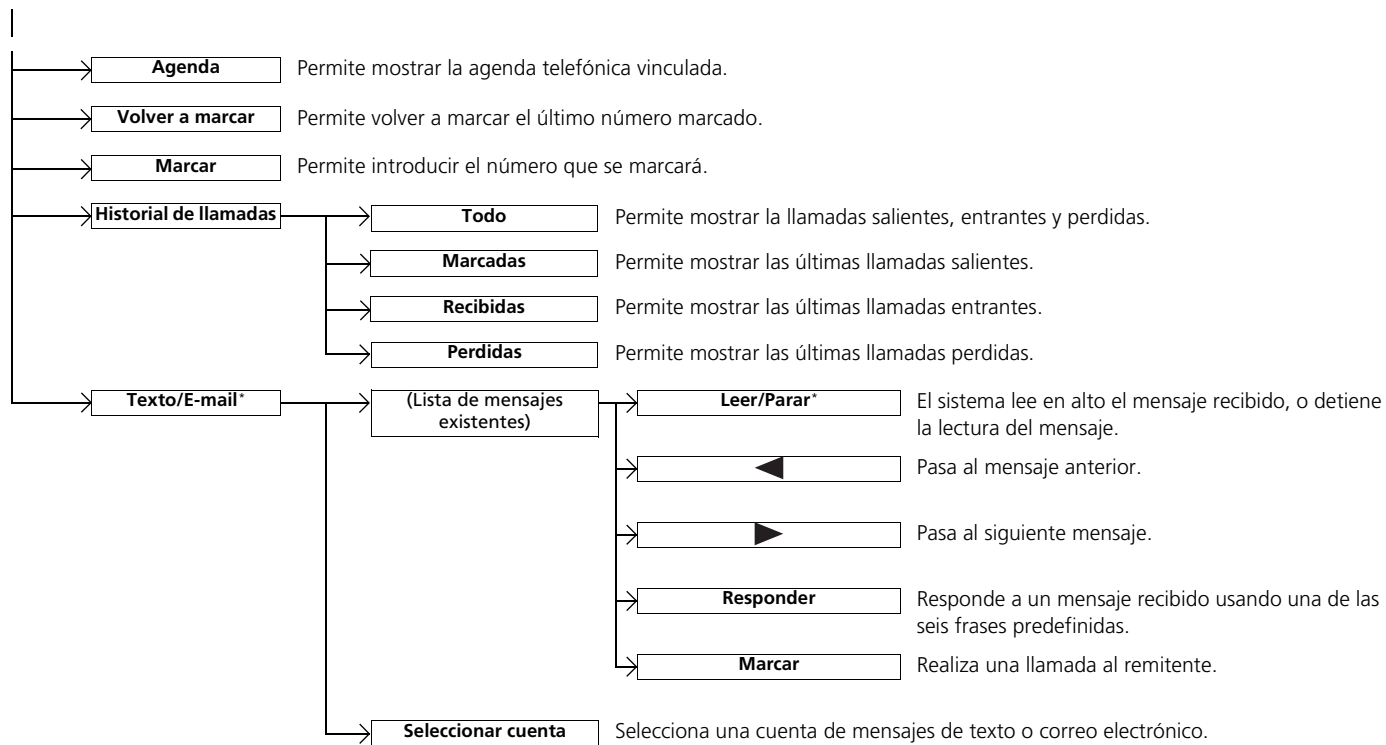 Agenda Permite mostrar la agenda telefónica vinculada.
Volver a marcar Permite volver a marcar el último número marcado.
Marcar Permite introducir el número que se marcará.
Historial de llamadas Todo Permite mostrar la llamadas salientes, entrantes y perdidas.
Marcadas Permite mostrar las últimas llamadas salientes.
Recibidas Permite mostrar las últimas llamadas entrantes.
Perdidas Permite mostrar las últimas llamadas perdidas.
Texto/E-mail*
(Lista de mensajes
existentes)
Leer/Parar*
El sistema lee en alto el mensaje recibido, o detiene
la lectura del mensaje.
Pasa al mensaje anterior.
Pasa al siguiente mensaje.
Responder
Responde a un mensaje recibido usando una de las
seis frases predefinidas.
Marcar Realiza una llamada al remitente.
Seleccionar cuenta Selecciona una cuenta de mensajes de texto o correo electrónico.